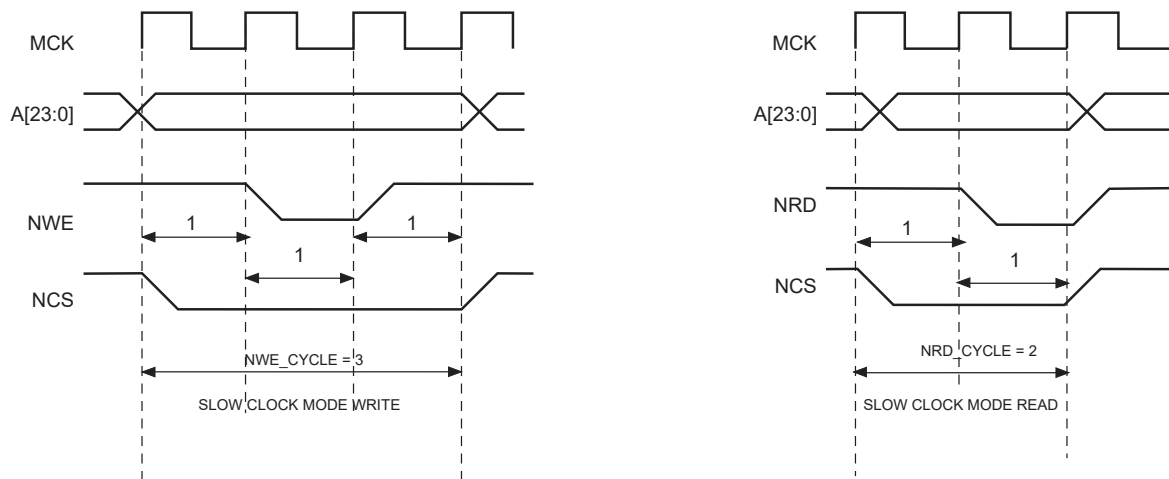 MCK
A[23:0]
NWE
1
1
1
NCS
NWE_CYCLE = 3
SLOW CLOCK MODE WRITE
MCK
A[23:0]
NRD
1
1
NCS
NRD_CYCLE = 2
SLOW CLOCK MODE READ